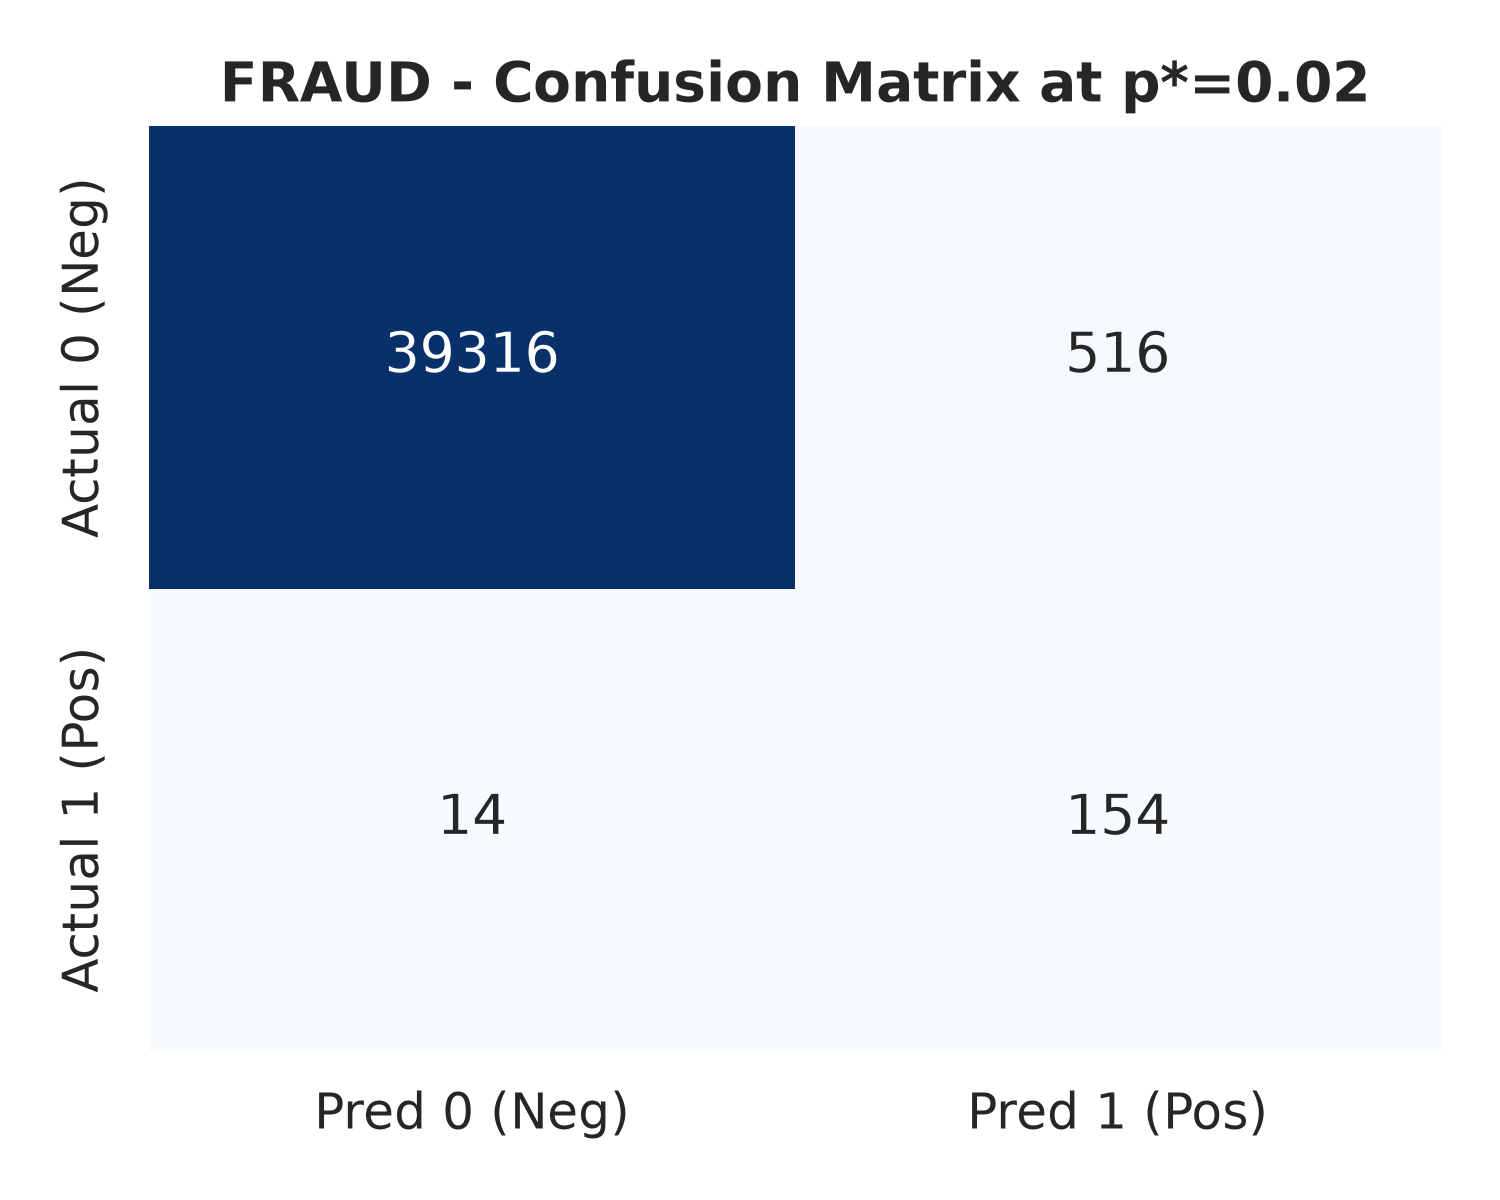 FRAUD - Confusion Matrix at p*=0.02
Actual 0 (Neg)
39316
516
Actual 1 (Pos)
14
154
Pred 0 (Neg)
Pred 1 (Pos)